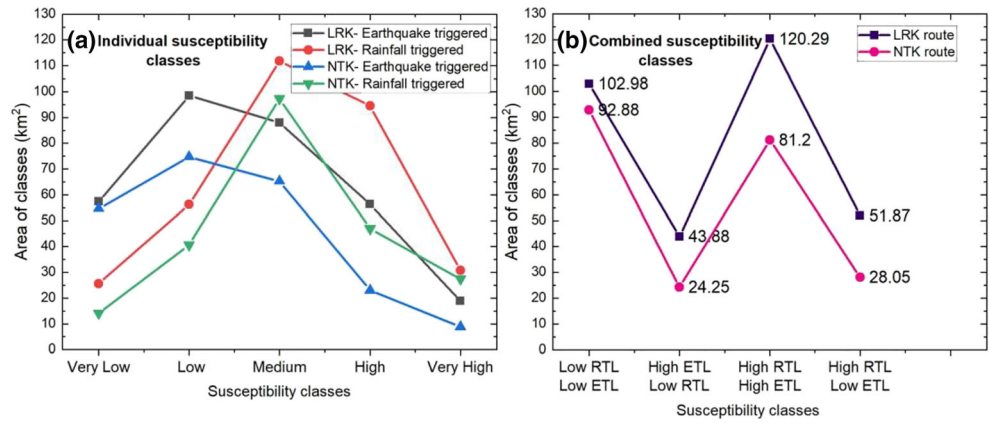 (a) Individual susceptibility
classes
LRK- Earthquake triggered
LRK- Rainfall triggered
NTK- Earthquake triggered
NTK- Rainfall triggered
Area of classes (km²)
130
120
110
100
90
80
70
60
50
40
30
20
10
0
Very Low
Low
Medium
High
Very High
Susceptibility classes
(b) Combined susceptibility
classes
LRK route
NTK route
Area of classes (km²)
130
120
110
100
90
80
70
60
50
40
30
20
10
0
102.98
92.88
43.88
24.25
120.29
81.2
51.87
28.05
Low RTL
Low ETL
High ETL
Low RTL
High RTL
High ETL
High RTL
Low ETL
Susceptibility classes